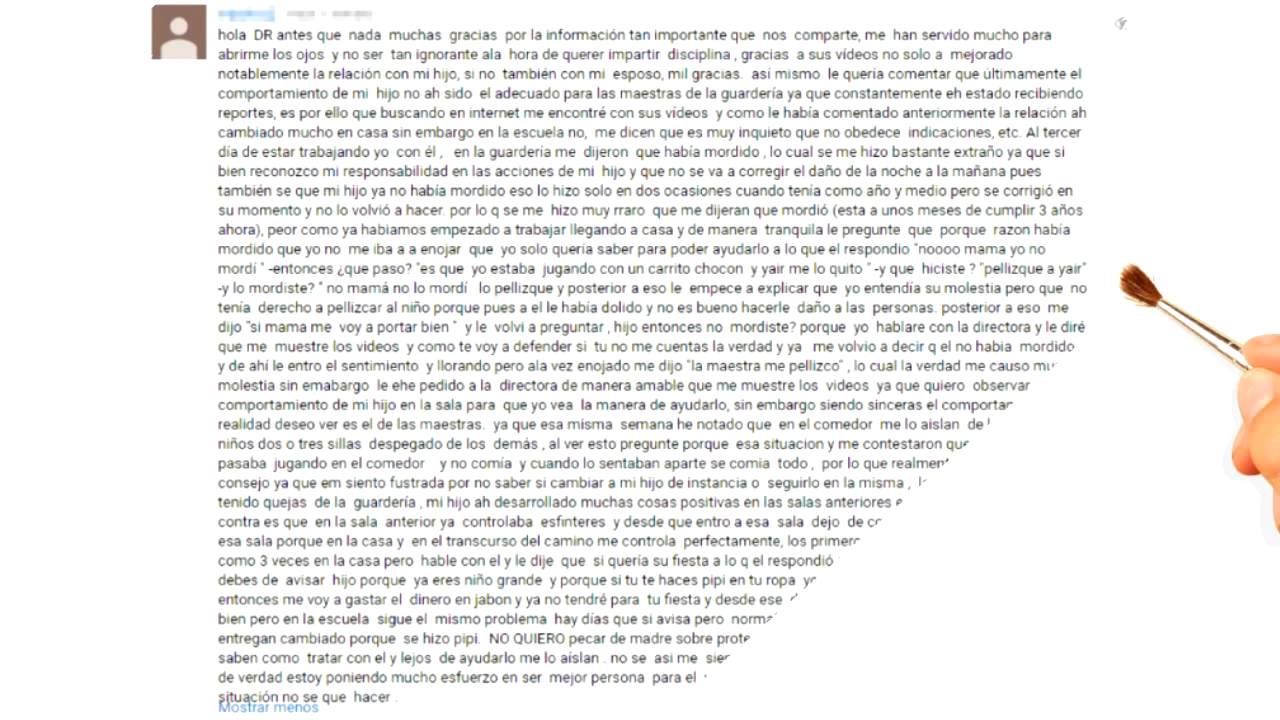 hola DR antes que nada muchas gracias por la información tan importante que nos comparte, me han servido mucho para
abrirme los ojos y no ser tan ignorante ala hora de querer impartir disciplina , gracias a sus vídeos no solo a mejorado
notablemente la relación con mi hijo, si no también con mi esposo, mil gracias. así mismo le quería comentar que últimamente el
comportamiento de mi hijo no ah sido el adecuado para las maestras de la guardería ya que constantemente eh estado recibiendo
reportes, es por ello que buscando en internet me encontré con sus vídeos y como le había comentado anteriormente la relación ah
cambiado mucho en casa sin embargo en la escuela no, me dicen que es muy inquieto que no obedece indicaciones, etc. Al tercer
día de estar trabajando yo con él , en la guardería me dijeron que había mordido , lo cual se me hizo bastante extraño ya que si
bien reconozco mi responsabilidad en las acciones de mi hijo y que no se va a corregir el daño de la noche a la mañana pues
también se que mi hijo ya no había mordido eso lo hizo solo en dos ocasiones cuando tenía como año y medio pero se corrigió en
su momento y no lo volvió a hacer. por lo q se me hizo muy rraro que me dijeran que mordió (esta a unos meses de cumplir 3 años
ahora), peor como ya habiamos empezado a trabajar llegando a casa y de manera tranquila le pregunte que porque razon había
mordido que yo no me iba a a enojar que yo solo quería saber para poder ayudarlo a lo que el respondio "noooo mama yo no
mordí " -entonces ¿que paso? "es que yo estaba jugando con un carrito chocon y yair me lo quito " -y que hiciste ? "pellizque a yair"
-y lo mordiste? " no mamá no lo mordí lo pellizque y posterior a eso le empece a explicar que yo entendía su molestia pero que no
tenía derecho a pellizcar al niño porque pues a el le había dolido y no es bueno hacerle daño a las personas. posterior a eso me
dijo "si mama me voy a portar bien " y le volvi a preguntar , hijo entonces no mordiste? porque yo hablare con la directora y le diré
que me muestre los videos y como te voy a defender si tu no me cuentas la verdad y ya me volvio a decir q el no habia mordido
y de ahí le entro el sentimiento y llorando pero ala vez enojado me dijo "la maestra me pellizco" , lo cual la verdad me causo
molestia sin emabargo le ehe pedido a la directora de manera amable que me muestre los videos ya que quiero observar
comportamiento de mi hijo en la sala para que yo vea la manera de ayudarlo, sin embargo siendo sinceras el
realidad deseo ver es el de las maestras. ya que esa misma semana he notado que en el comedor me lo aislan de
niños dos o tres sillas despegado de los demás , al ver esto pregunte porque esa situacion y me contestaron que
pasaba jugando en el comedor y no comía y cuando lo sentaban aparte se comia todo , por lo que
consejo ya que em siento fustrada por no saber si cambiar a mi hijo de instancia o seguirlo en la misma ,
tenido quejas de la guardería , mi hijo ah desarrollado muchas cosas positivas en las salas anteriores
contra es que en la sala anterior ya controlaba esfinteres y desde que entro a esa sala dejo de
esa sala porque en la casa y en el transcurso del camino me controla perfectamente, los
como 3 veces en la casa pero hable con el y le dije que si quería su fiesta a lo q el respondió
debes de avisar hijo porque ya eres niño grande y porque si tu te haces pipi en tu ropa
entonces me voy a gastar el dinero en jabon y ya no tendré para tu fiesta y desde ese
bien pero en la escuela sigue el mismo problema hay días que si avisa pero
entregan cambiado porque se hizo pipi. NO QUIERO pecar de madre sobre
saben como tratar con el y lejos de ayudarlo me lo aíslan . no se asi me
de verdad estoy poniendo mucho esfuerzo en ser mejor persona para el
situación no se que hacer .
Mostrar menos